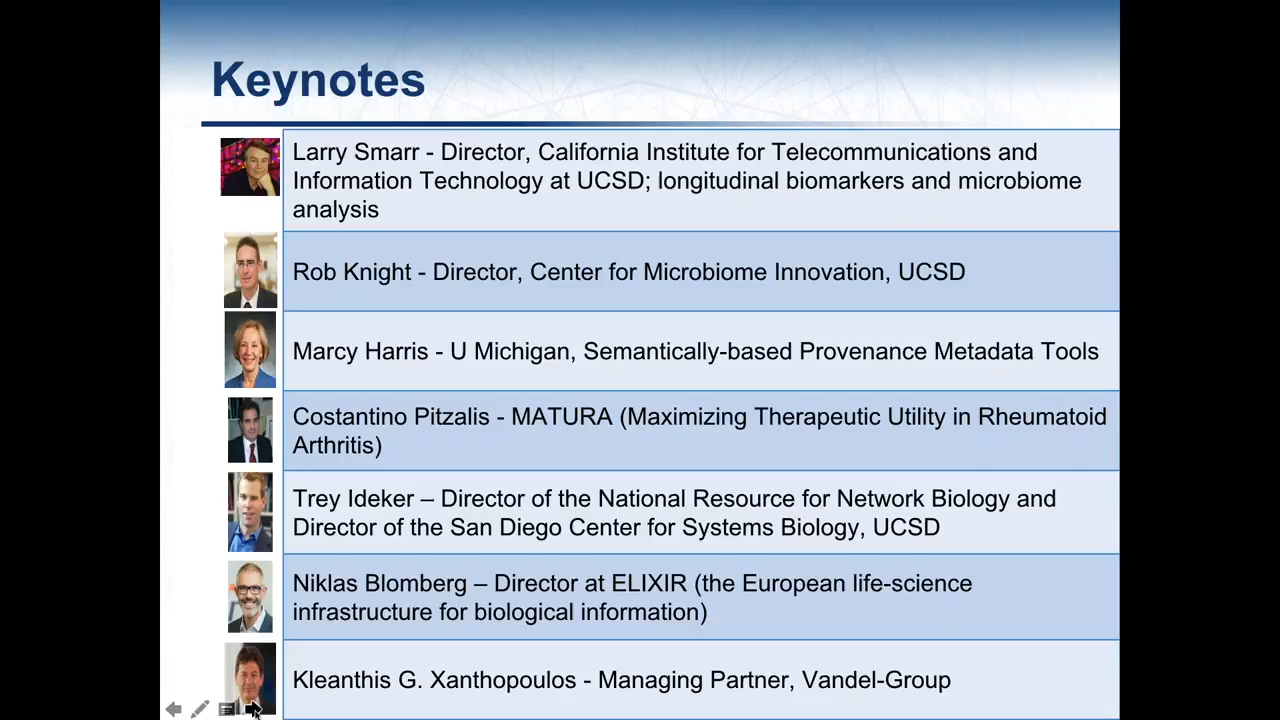 Keynotes
Larry Smarr - Director, California Institute for Telecommunications and
Information Technology at UCSD; longitudinal biomarkers and microbiome
analysis
Rob Knight - Director, Center for Microbiome Innovation, UCSD
Marcy Harris - U Michigan, Semantically-based Provenance Metadata Tools
Costantino Pitzalis - MATURA (Maximizing Therapeutic Utility in Rheumatoid
Arthritis)
Trey Ideker – Director of the National Resource for Network Biology and
Director of the San Diego Center for Systems Biology, UCSD
Niklas Blomberg – Director at ELIXIR (the European life-science
infrastructure for biological information)
Kleanthis G. Xanthopoulos - Managing Partner, Vandel-Group